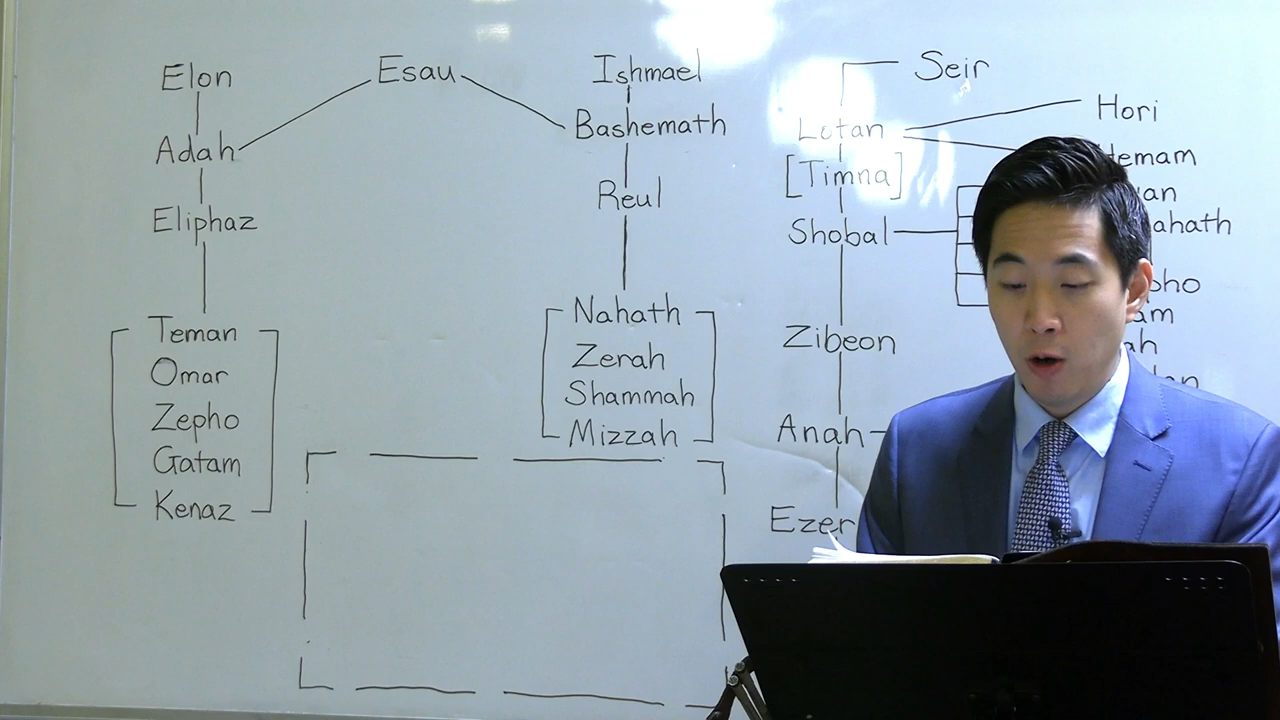 Elon
Esau
Ishmael
Seir
Adah
Bashemath
Lotan
Hori
[Timna]
Eliphaz
Reul
Shobal
Teman
Omar
Zepho
Gatam
Kenaz
Nahath
Zerah
Shammah
Mizzah
Zibeon
Anah
Ezer